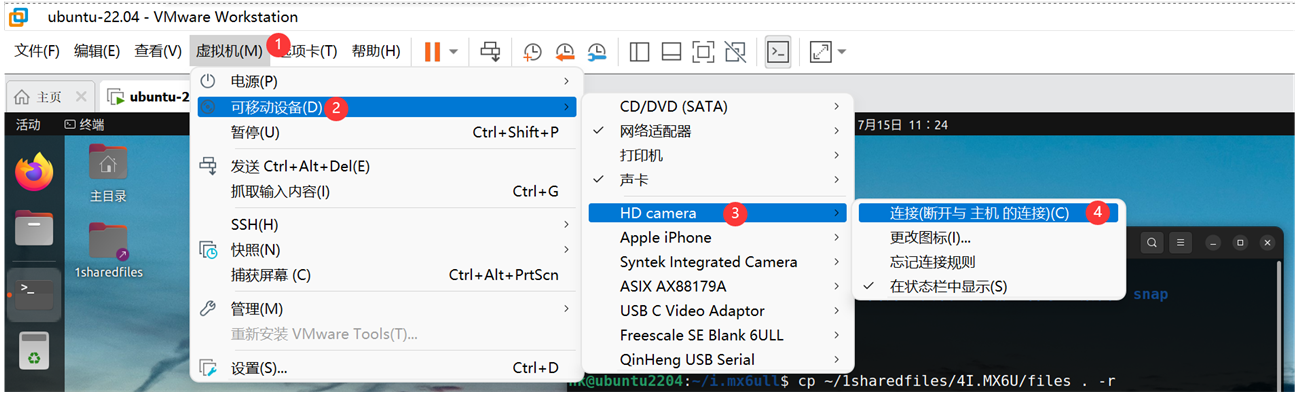 ubuntu-22.04 - VMware Workstation
文件(F) 编辑(E) 查看(V) 虚拟机(M) 1 选项卡(T) 帮助(H)
主页 ubuntu-2
活动 终端 7月15日 11:24
主目录
1sharedfiles
电源(P)
可移动设备(D) 2
暂停(U) Ctrl+Shift+P
发送 Ctrl+Alt+Del(E)
抓取输入内容(I) Ctrl+G
SSH(H)
快照(N)
捕获屏幕 (C) Ctrl+Alt+PrtScn
管理(M)
重新安装 VMware Tools(T)...
设置(S)... Ctrl+D
CD/DVD (SATA)
网络适配器
打印机
声卡
HD camera 3
Apple iPhone
Syntek Integrated Camera
ASIX AX88179A
USB C Video Adaptor
Freescale SE Blank 6ULL
QinHeng USB Serial
连接(断开与 主机 的连接)(C) 4
更改图标(I)...
忘记连接规则
在状态栏中显示(S)
snap
@ubuntu2204:~/i.mx6ull$ cp ~/1sharedfiles/4I.MX6U/files . -r